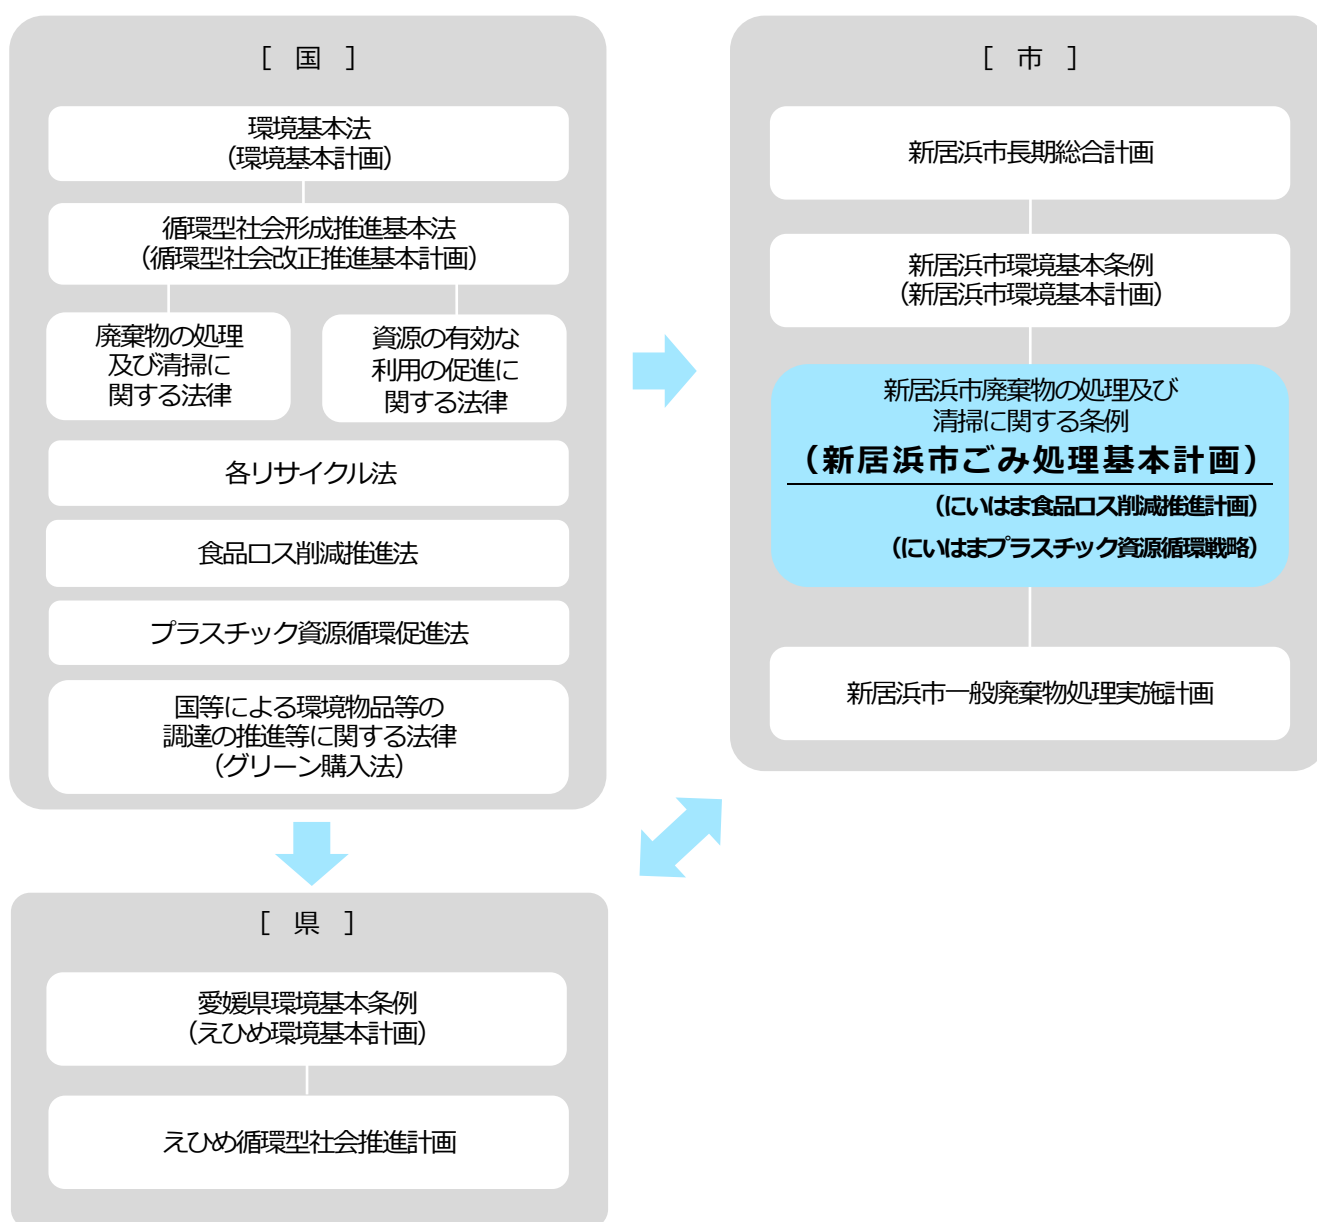 ［ 国 ］
環境基本法
（環境基本計画）
循環型社会形成推進基本法
（循環型社会改正推進基本計画）
廃棄物の処理
及び清掃に
関する法律
資源の有効な
利用の促進に
関する法律
各リサイクル法
食品ロス削減推進法
プラスチック資源循環促進法
国等による環境物品等の
調達の推進等に関する法律
（グリーン購入法）
［ 市 ］
新居浜市長期総合計画
新居浜市環境基本条例
（新居浜市環境基本計画）
新居浜市廃棄物の処理及び
清掃に関する条例
（新居浜市ごみ処理基本計画）
（にいはま食品ロス削減推進計画）
（にいはまプラスチック資源循環戦略）
新居浜市一般廃棄物処理実施計画
［ 県 ］
愛媛県環境基本条例
（えひめ環境基本計画）
えひめ循環型社会推進計画